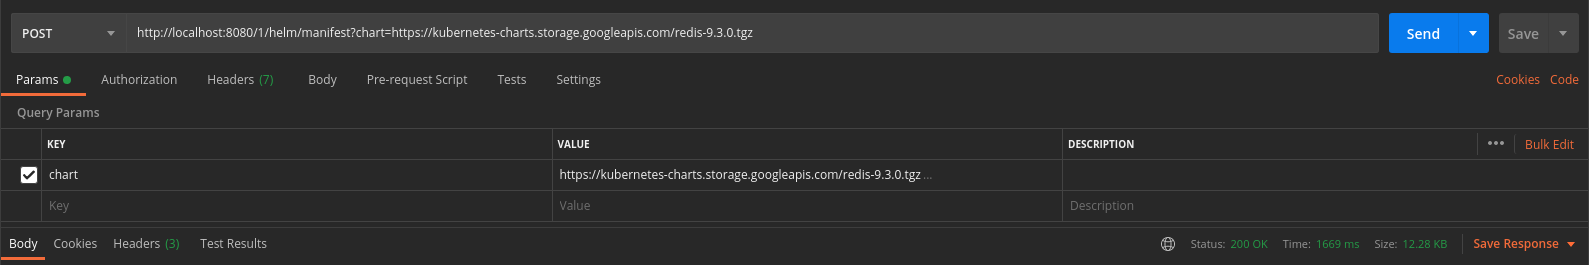 POST http://localhost:8080/1/helm/manifest?chart=https://kubernetes-charts.storage.googleapis.com/redis-9.3.0.tgz Send Save
Params Authorization Headers (7) Body Pre-request Script Tests Settings Cookies Code
Query Params
KEY VALUE DESCRIPTION ••• Bulk Edit
chart https://kubernetes-charts.storage.googleapis.com/redis-9.3.0.tgz ...
Key Value Description
Body Cookies Headers (3) Test Results Status: 200 OK Time: 1669 ms Size: 12.28 KB Save Response